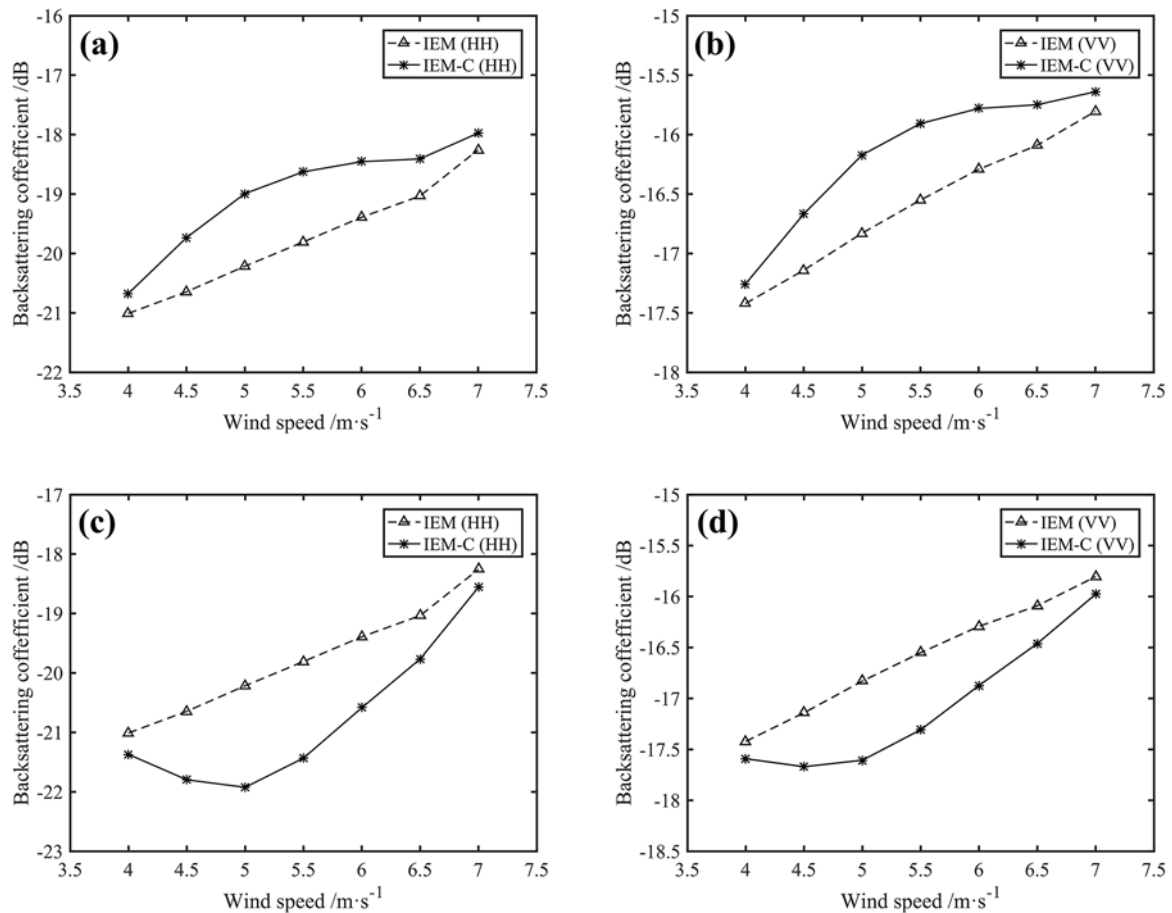 (a)
IEM (HH)
IEM-C (HH)
Backsattering coffefficient /dB
-16
-18
-19
-20
-21
-22
3.5 4 4.5 5 5.5 6 6.5 7 7.5
Wind speed /m·s⁻¹
(b)
IEM (VV)
IEM-C (VV)
Backsattering coffefficient /dB
-15
-15.5
-16
-16.5
-17
-17.5
-18
3.5 4 4.5 5 5.5 6 6.5 7 7.5
Wind speed /m·s⁻¹
(c)
IEM (HH)
IEM-C (HH)
Backsattering coffefficient /dB
-17
-18
-19
-20
-21
-22
-23
3.5 4 4.5 5 5.5 6 6.5 7 7.5
Wind speed /m·s⁻¹
(d)
IEM (VV)
IEM-C (VV)
Backsattering coffefficient /dB
-15
-15.5
-16
-16.5
-17
-17.5
-18
-18.5
3.5 4 4.5 5 5.5 6 6.5 7 7.5
Wind speed /m·s⁻¹